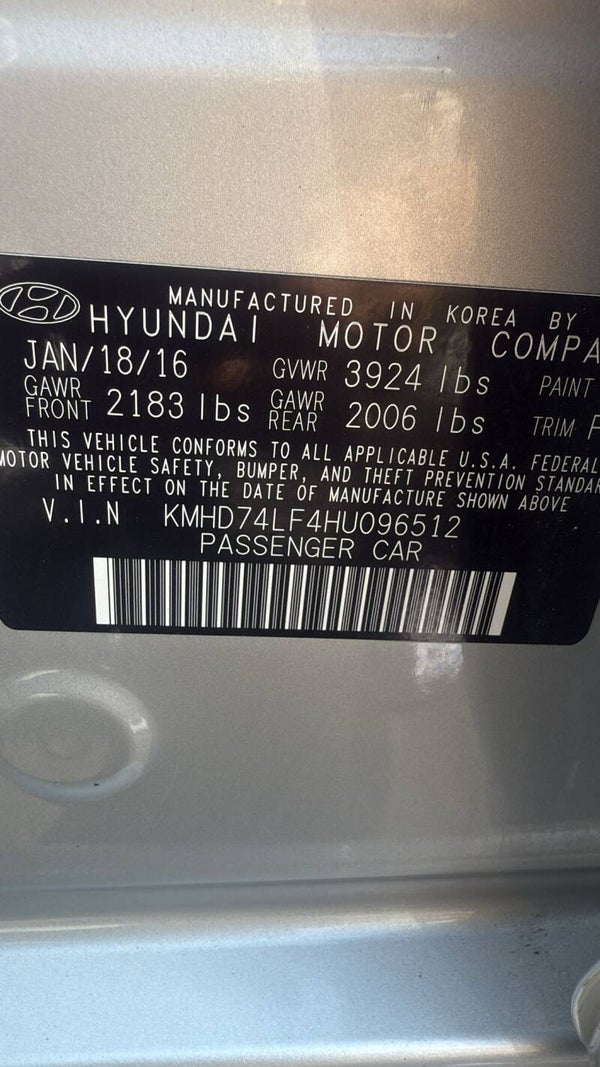 MANUFACTURED IN KOREA BY
HYUNDAI MOTOR COMPA
JAN/18/16 GVWR 3924 lbs PAINT
GAWR FRONT 2183 lbs GAWR REAR 2006 lbs TRIM F
THIS VEHICLE CONFORMS TO ALL APPLICABLE U.S.A. FEDERAL
MOTOR VEHICLE SAFETY, BUMPER, AND THEFT PREVENTION STANDAR
IN EFFECT ON THE DATE OF MANUFACTURE SHOWN ABOVE
V.I.N KMHD74LF4HU096512
PASSENGER CAR